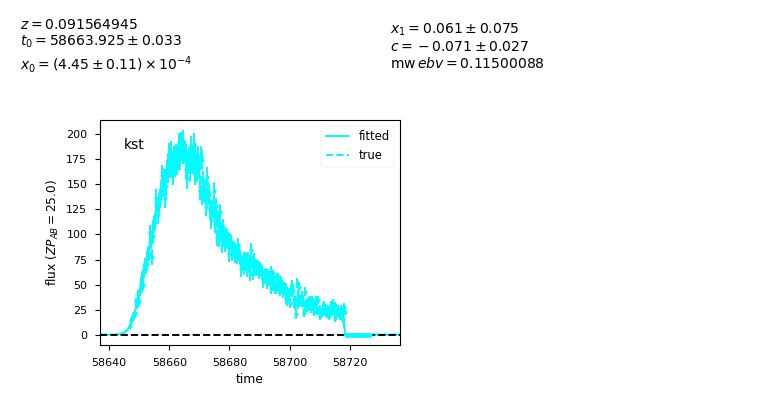 z = 0.091564945
t₀ = 58663.925 ± 0.033
x₀ = (4.45 ± 0.11) × 10⁻⁴
x₁ = 0.061 ± 0.075
c = −0.071 ± 0.027
mw ebv = 0.11500088
kst
fitted
true
200
175
150
125
100
75
50
25
0
flux (ZP_AB = 25.0)
58640 58660 58680 58700 58720
time